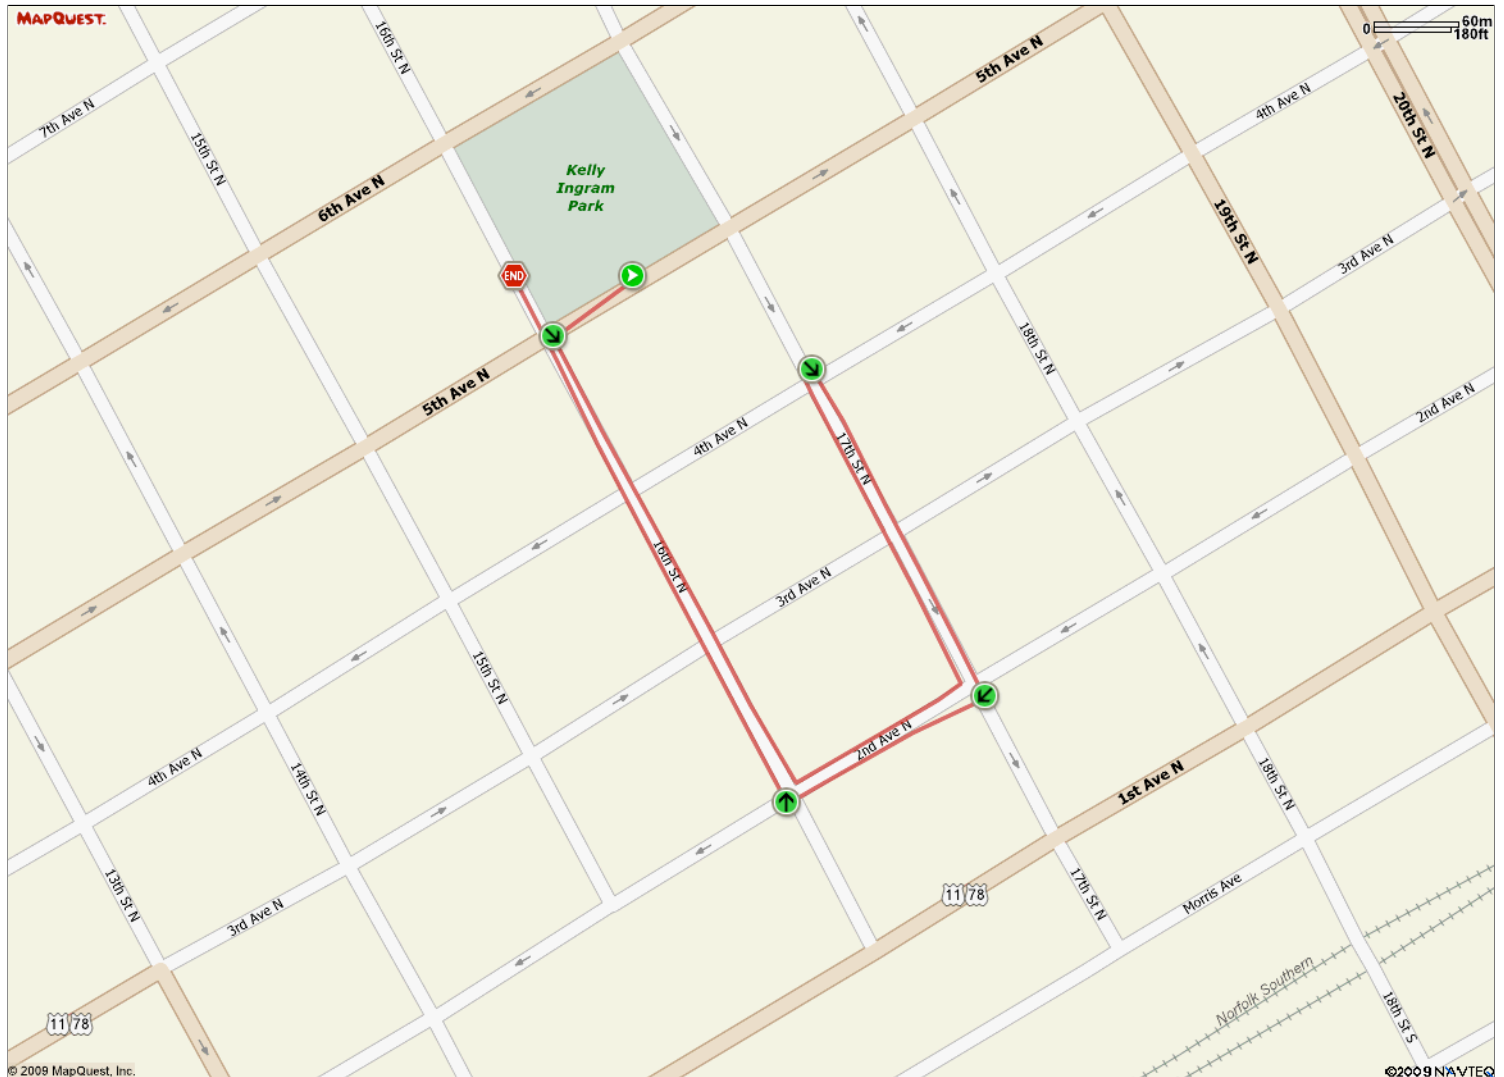 MAPQUEST.
16th St N
0
60m
180ft
5th Ave N
7th Ave N
4th Ave N
20th St N
15th St N
Kelly
Ingram
Park
6th Ave N
19th St N
3rd Ave N
END
18th St N
5th Ave N
2nd Ave N
4th Ave N
17th St N
16th St N
3rd Ave N
15th St N
2nd Ave N
4th Ave N
14th St N
1st Ave N
18th St N
13th St N
11 78
17th St N
Morris Ave
3rd Ave N
Norfolk Southern
11 78
18th St S
© 2009 MapQuest, Inc.
©2009 NAVTEQ